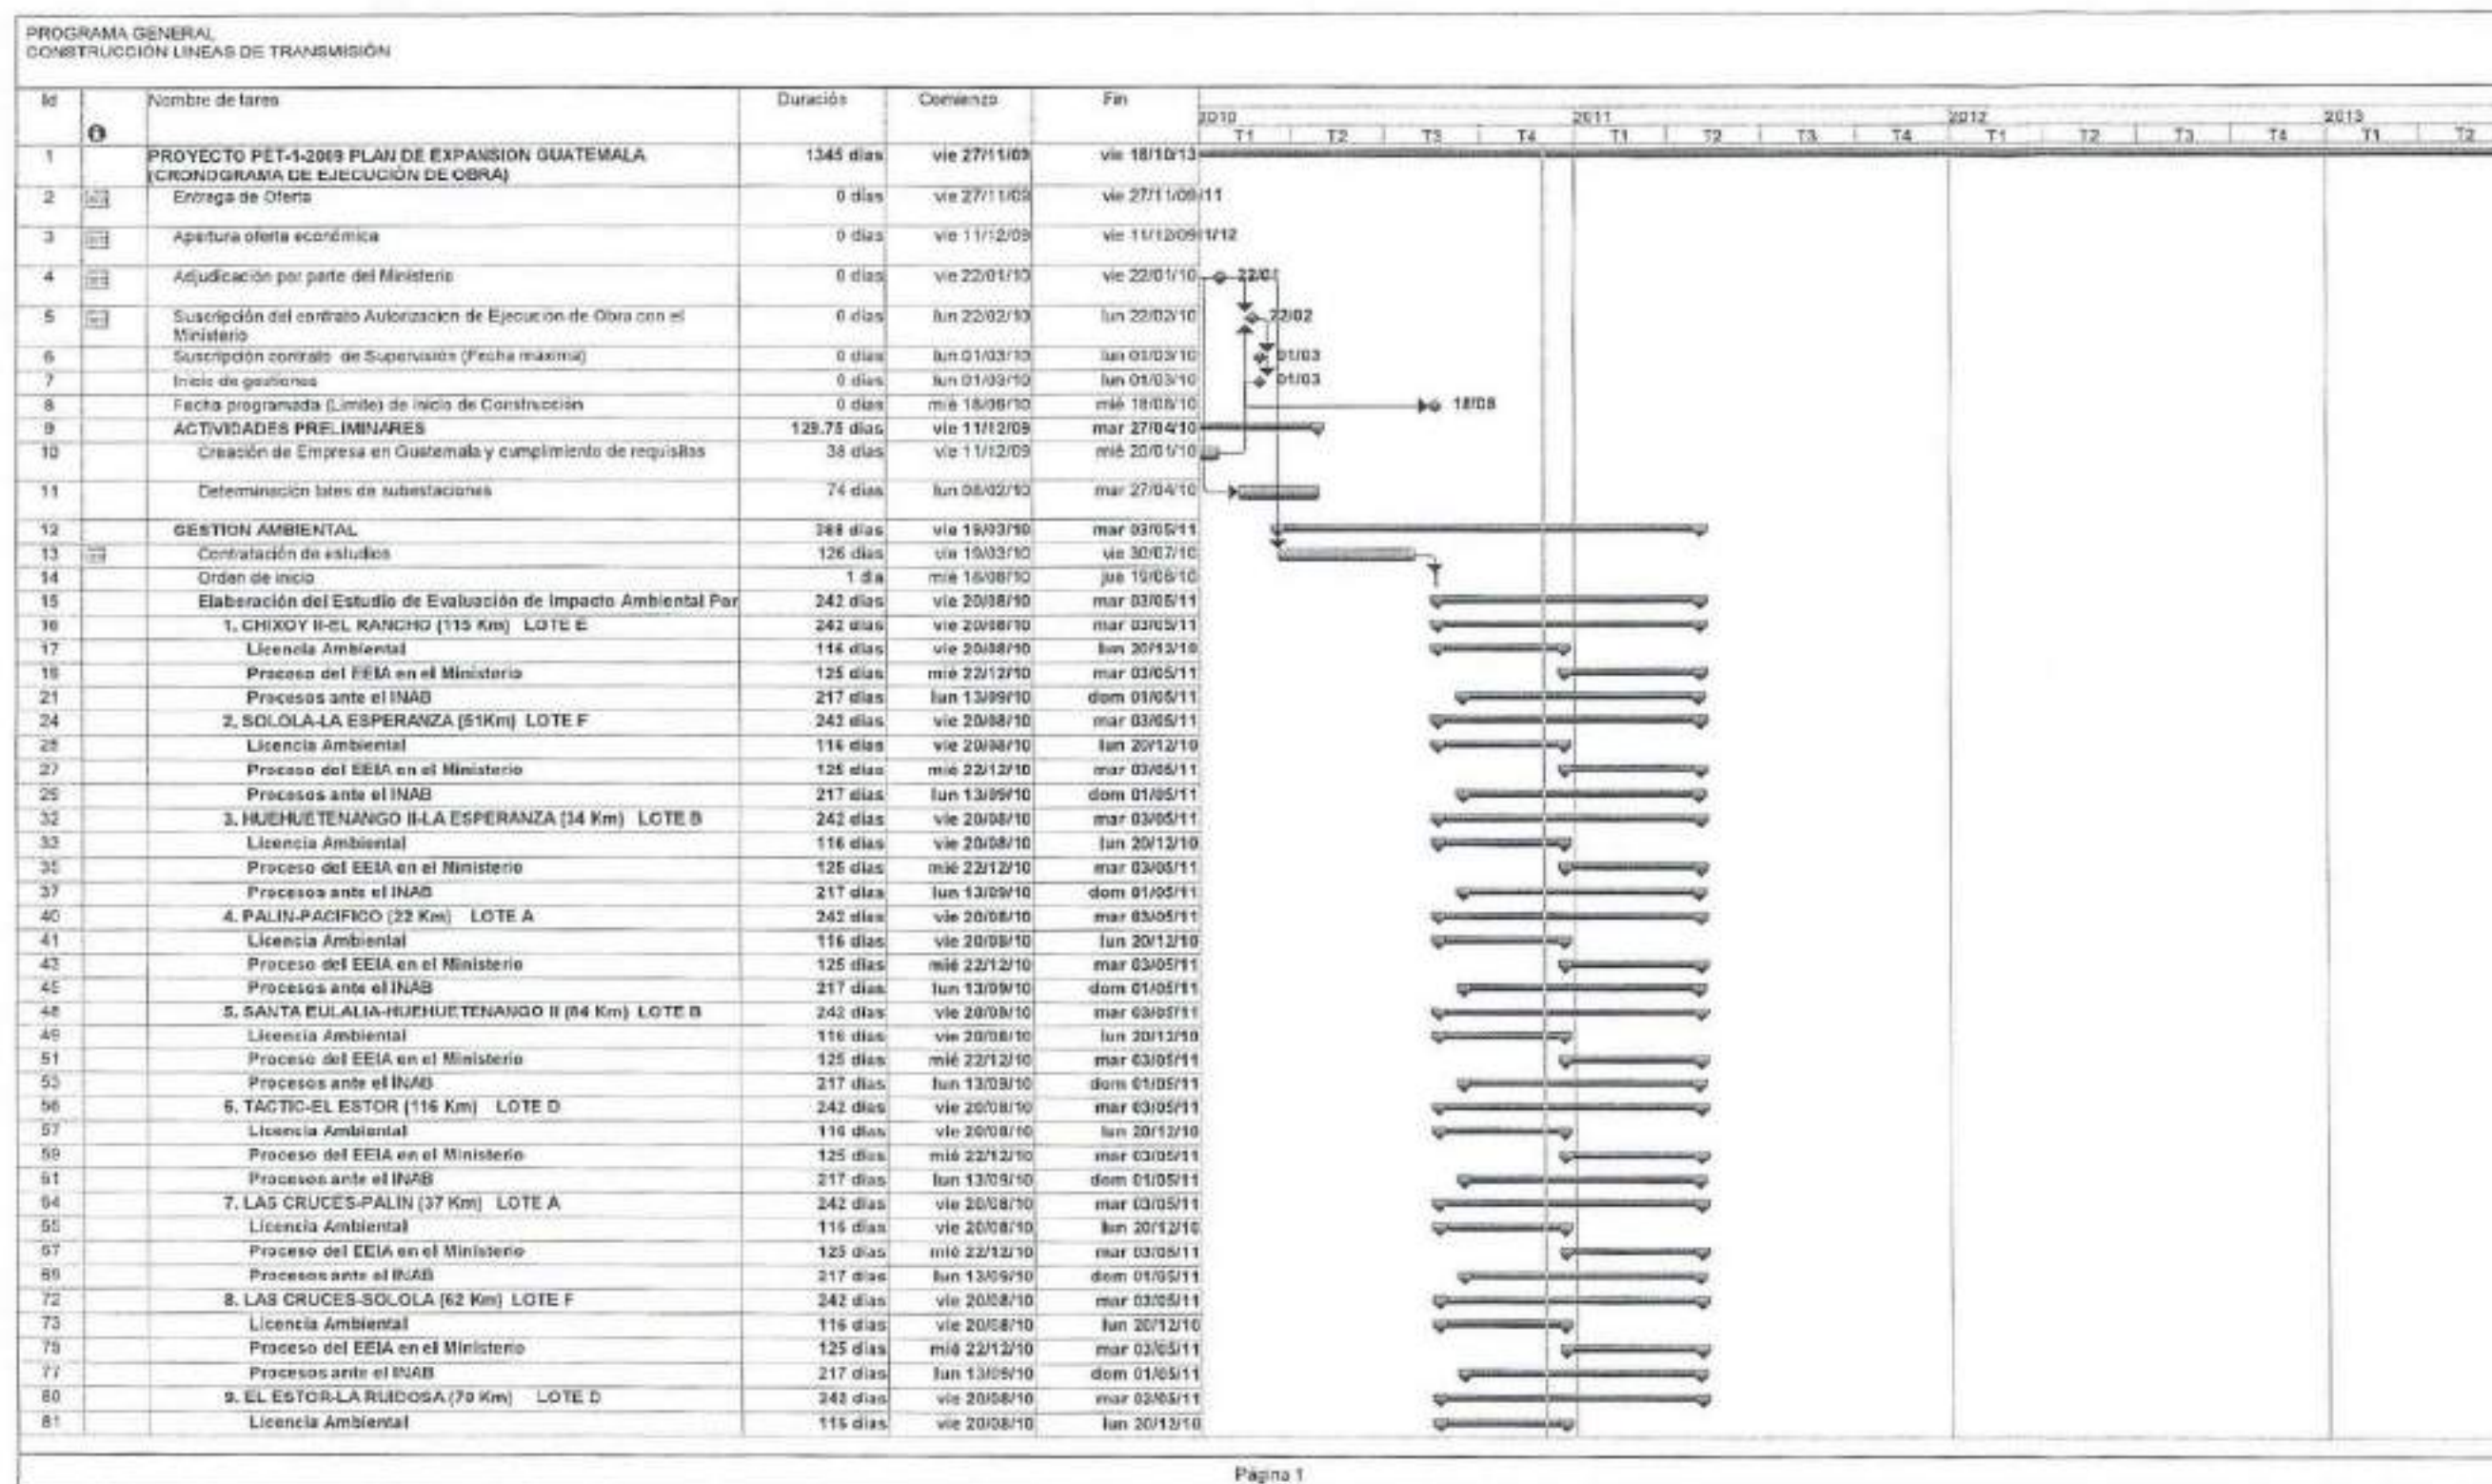 PROGRAMA GENERAL
CONSTRUCCIÓN LINEAS DE TRANSMISIÓN
Id Nombre de tarea Duración Comienzo Fin
2010 2011 2012 2013
T1 T2 T3 T4 T1 T2 T3 T4 T1 T2 T3 T4 T1 T2
1 PROYECTO PET-1-2009 PLAN DE EXPANSION GUATEMALA 1345 días vie 27/11/09 vie 18/10/13
(CRONOGRAMA DE EJECUCIÓN DE OBRA)
2 Entrega de Oferta 0 días vie 27/11/09 vie 27/11/09 /11
3 Apertura oferta económica 0 días vie 11/12/09 vie 11/12/09 1/12
4 Adjudicación por parte del Ministerio 0 días vie 22/01/10 vie 22/01/10 22/01
5 Suscripción del contrato Autorizacion de Ejecución de Obra con el 0 días lun 22/02/10 lun 22/02/10 22/02
Ministerio
6 Suscripción contrato de Supervisión (Fecha máxima) 0 días lun 01/03/10 lun 01/03/10 01/03
7 Inicio de gestiones 0 días lun 01/03/10 lun 01/03/10 01/03
8 Fecha programada (Limite) de inicio de Construcción 0 días mié 18/08/10 mié 18/08/10 18/08
9 ACTIVIDADES PRELIMINARES 129.75 días vie 11/12/09 mar 27/04/10
10 Creación de Empresa en Guatemala y cumplimiento de requisitos 38 días vie 11/12/09 mié 20/01/10
11 Determinación lotes de subestaciones 74 días lun 08/02/10 mar 27/04/10
12 GESTION AMBIENTAL 388 días vie 19/03/10 mar 03/05/11
13 Contratación de estudios 126 días vie 19/03/10 vie 30/07/10
14 Orden de inicio 1 día mié 18/08/10 jue 19/08/10
15 Elaboración del Estudio de Evaluación de Impacto Ambiental Par 242 días vie 20/08/10 mar 03/05/11
16 1. CHIXOY II-EL RANCHO (115 Km) LOTE E 242 días vie 20/08/10 mar 03/05/11
17 Licencia Ambiental 116 días vie 20/08/10 lun 20/12/10
19 Proceso del EEIA en el Ministerio 125 días mié 22/12/10 mar 03/05/11
21 Procesos ante el INAB 217 días lun 13/09/10 dom 01/05/11
24 2. SOLOLA-LA ESPERANZA (51Km) LOTE F 242 días vie 20/08/10 mar 03/05/11
25 Licencia Ambiental 116 días vie 20/08/10 lun 20/12/10
27 Proceso del EEIA en el Ministerio 125 días mié 22/12/10 mar 03/05/11
29 Procesos ante el INAB 217 días lun 13/09/10 dom 01/05/11
32 3. HUEHUETENANGO II-LA ESPERANZA (34 Km) LOTE B 242 días vie 20/08/10 mar 03/05/11
33 Licencia Ambiental 116 días vie 20/08/10 lun 20/12/10
35 Proceso del EEIA en el Ministerio 125 días mié 22/12/10 mar 03/05/11
37 Procesos ante el INAB 217 días lun 13/09/10 dom 01/05/11
40 4. PALIN-PACIFICO (22 Km) LOTE A 242 días vie 20/08/10 mar 03/05/11
41 Licencia Ambiental 116 días vie 20/08/10 lun 20/12/10
43 Proceso del EEIA en el Ministerio 125 días mié 22/12/10 mar 03/05/11
45 Procesos ante el INAB 217 días lun 13/09/10 dom 01/05/11
48 5. SANTA EULALIA-HUEHUETENANGO II (84 Km) LOTE B 242 días vie 20/08/10 mar 03/05/11
49 Licencia Ambiental 116 días vie 20/08/10 lun 20/12/10
51 Proceso del EEIA en el Ministerio 125 días mié 22/12/10 mar 03/05/11
53 Procesos ante el INAB 217 días lun 13/09/10 dom 01/05/11
56 6. TACTIC-EL ESTOR (116 Km) LOTE D 242 días vie 20/08/10 mar 03/05/11
57 Licencia Ambiental 116 días vie 20/08/10 lun 20/12/10
59 Proceso del EEIA en el Ministerio 125 días mié 22/12/10 mar 03/05/11
61 Procesos ante el INAB 217 días lun 13/09/10 dom 01/05/11
64 7. LAS CRUCES-PALIN (37 Km) LOTE A 242 días vie 20/08/10 mar 03/05/11
65 Licencia Ambiental 116 días vie 20/08/10 lun 20/12/10
67 Proceso del EEIA en el Ministerio 125 días mié 22/12/10 mar 03/05/11
69 Procesos ante el INAB 217 días lun 13/09/10 dom 01/05/11
72 8. LAS CRUCES-SOLOLA (62 Km) LOTE F 242 días vie 20/08/10 mar 03/05/11
73 Licencia Ambiental 116 días vie 20/08/10 lun 20/12/10
75 Proceso del EEIA en el Ministerio 125 días mié 22/12/10 mar 03/05/11
77 Procesos ante el INAB 217 días lun 13/09/10 dom 01/05/11
80 9. EL ESTOR-LA RUIDOSA (70 Km) LOTE D 242 días vie 20/08/10 mar 03/05/11
81 Licencia Ambiental 116 días vie 20/08/10 lun 20/12/10
Página 1